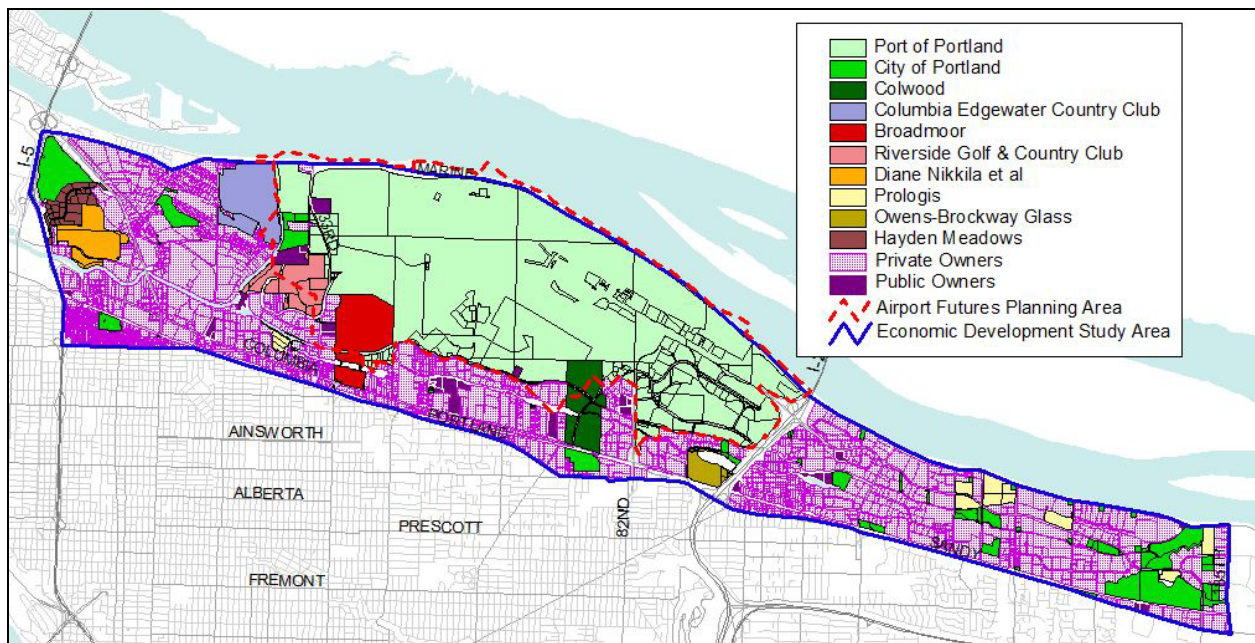 Port of Portland
City of Portland
Colwood
Columbia Edgewater Country Club
Broadmoor
Riverside Golf & Country Club
Diane Nikkila et al
Prologis
Owens-Brockway Glass
Hayden Meadows
Private Owners
Public Owners
Airport Futures Planning Area
Economic Development Study Area
I-5
MARINE
33RD
COLUMBIA
PORTLAND
AINSWORTH
ALBERTA
82ND
PRESCOTT
SANDY
FREMONT